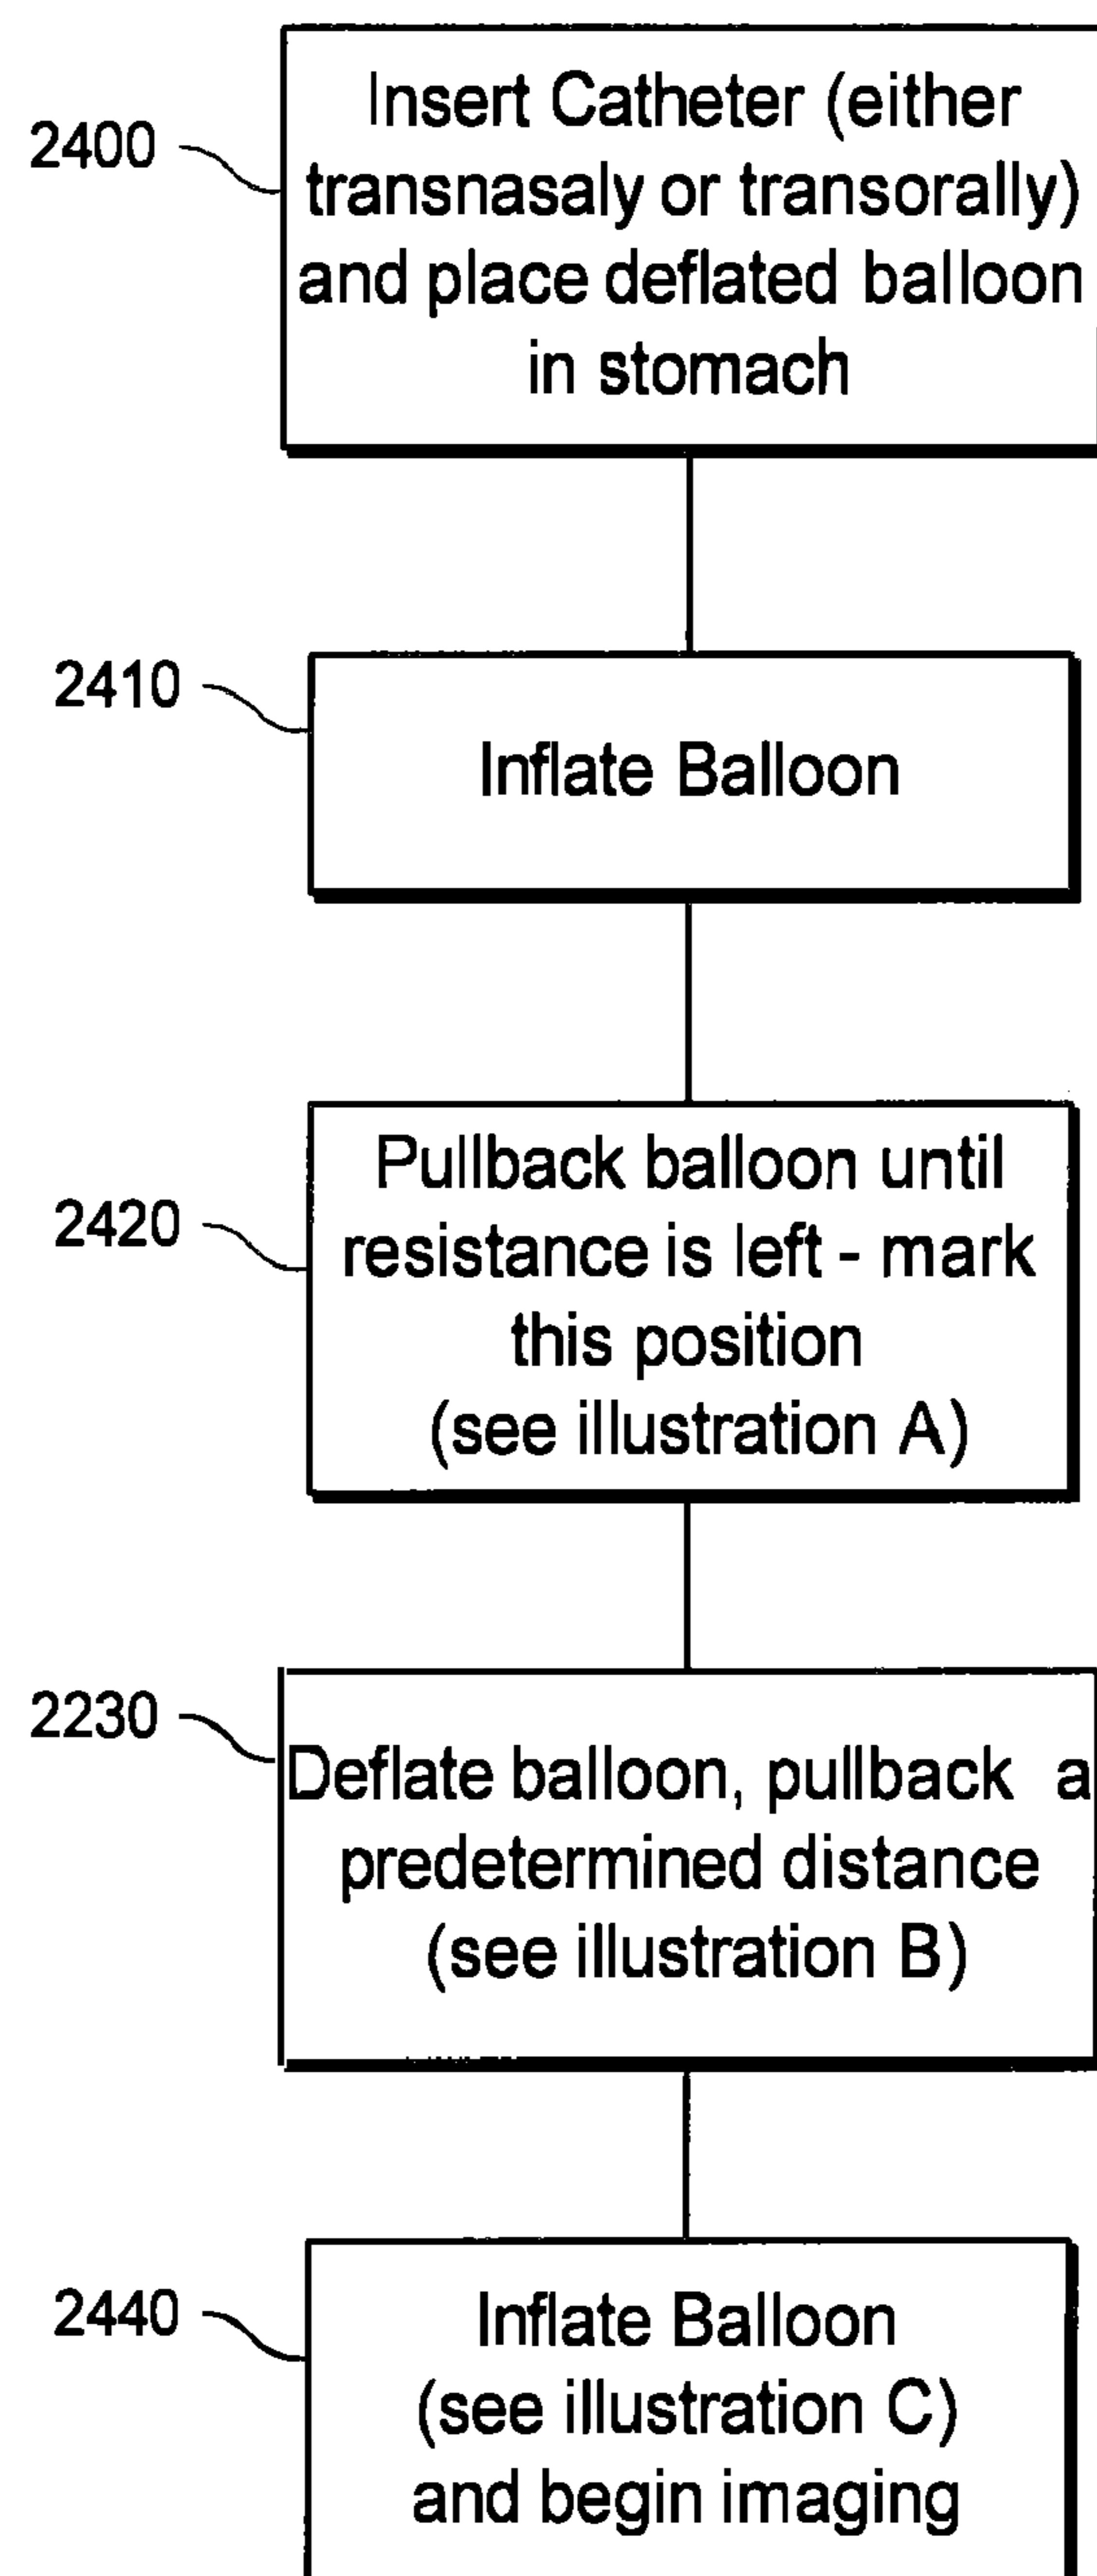 2400
Insert Catheter (either
transnasaly or transorally)
and place deflated balloon
in stomach
2410
Inflate Balloon
2420
Pullback balloon until
resistance is left - mark
this position
(see illustration A)
2230
Deflate balloon, pullback a
predetermined distance
(see illustration B)
2440
Inflate Balloon
(see illustration C)
and begin imaging